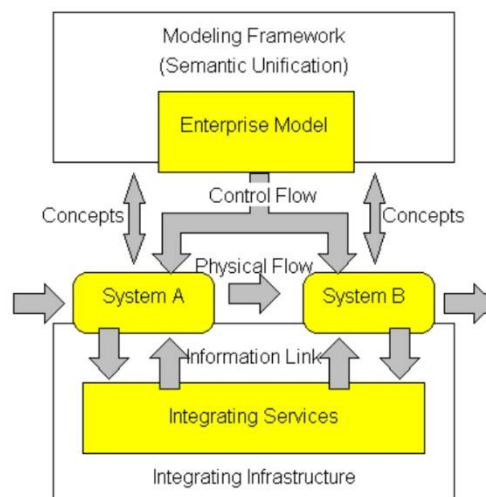 Modeling Framework
(Semantic Unification)
Enterprise Model
Control Flow
Concepts
Concepts
Physical Flow
System A
System B
Information Link
Integrating Services
Integrating Infrastructure